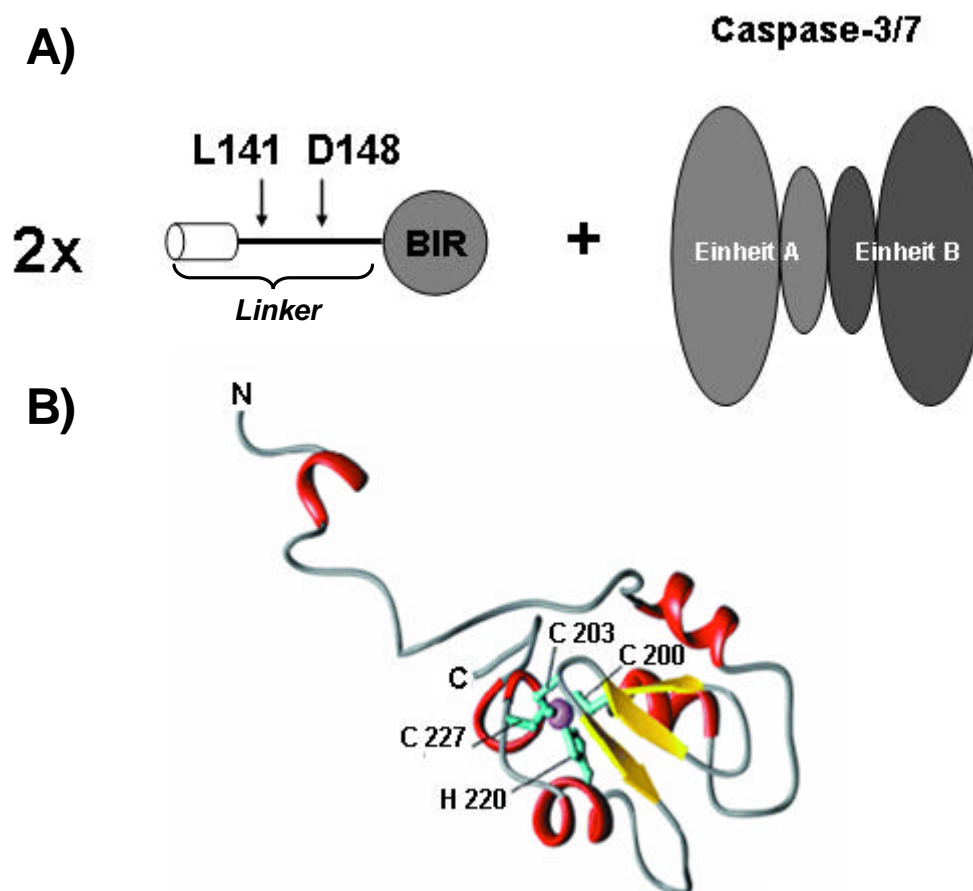 A)
Caspase-3/7
L141 D148
2x
BIR
+
Einheit A
Einheit B
Linker
B)
N
C 203
C 200
C
C 227
H 220